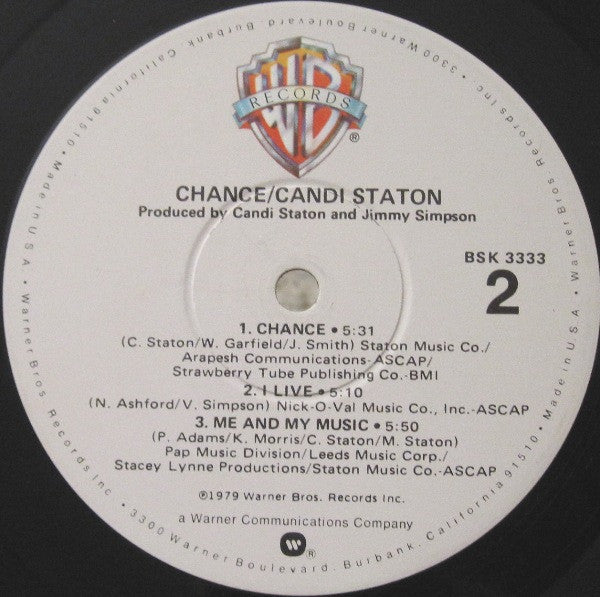 WB
RECORDS
®
CHANCE/CANDI STATON
Produced by Candi Staton and Jimmy Simpson
BSK 3333
2
1. CHANCE • 5:31
(C. Staton/W. Garfield/J. Smith) Staton Music Co./
Arapesh Communications-ASCAP/
Strawberry Tube Publishing Co.-BMI
2. I LIVE • 5:10
(N. Ashford/V. Simpson) Nick-O-Val Music Co., Inc.-ASCAP
3. ME AND MY MUSIC • 5:50
(P. Adams/K. Morris/C. Staton/M. Staton)
Pap Music Division/Leeds Music Corp./
Stacey Lynne Productions/Staton Music Co.-ASCAP
℗1979 Warner Bros. Records Inc.
a Warner Communications Company
W®
Warner Bros. Records Inc. • 3300 Warner Boulevard, Burbank, California 91510 • Made in U.S.A. • Warner Bros. Records Inc. • 3300 Warner Boulevard, Burbank, California 91510 • Made in U.S.A. •